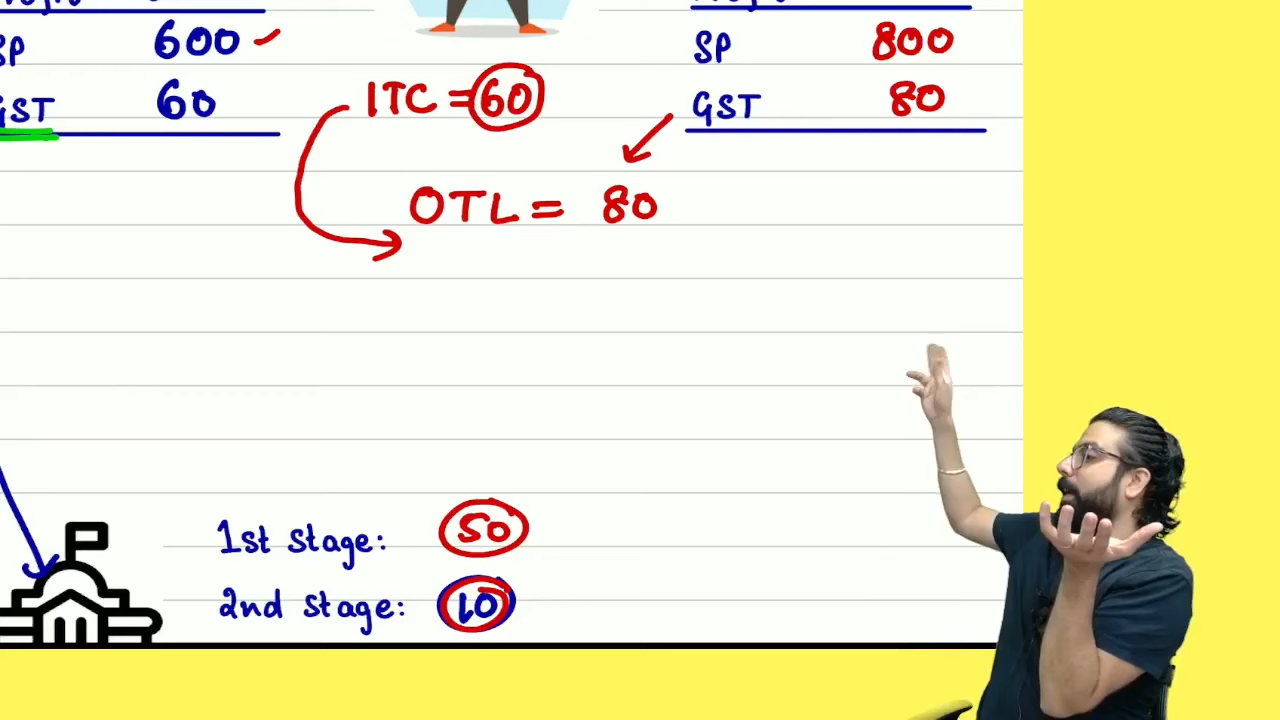 SP 600
GST 60
ITC = 60
OTL = 80
SP 800
GST 80
1st stage: 50
2nd stage: 10